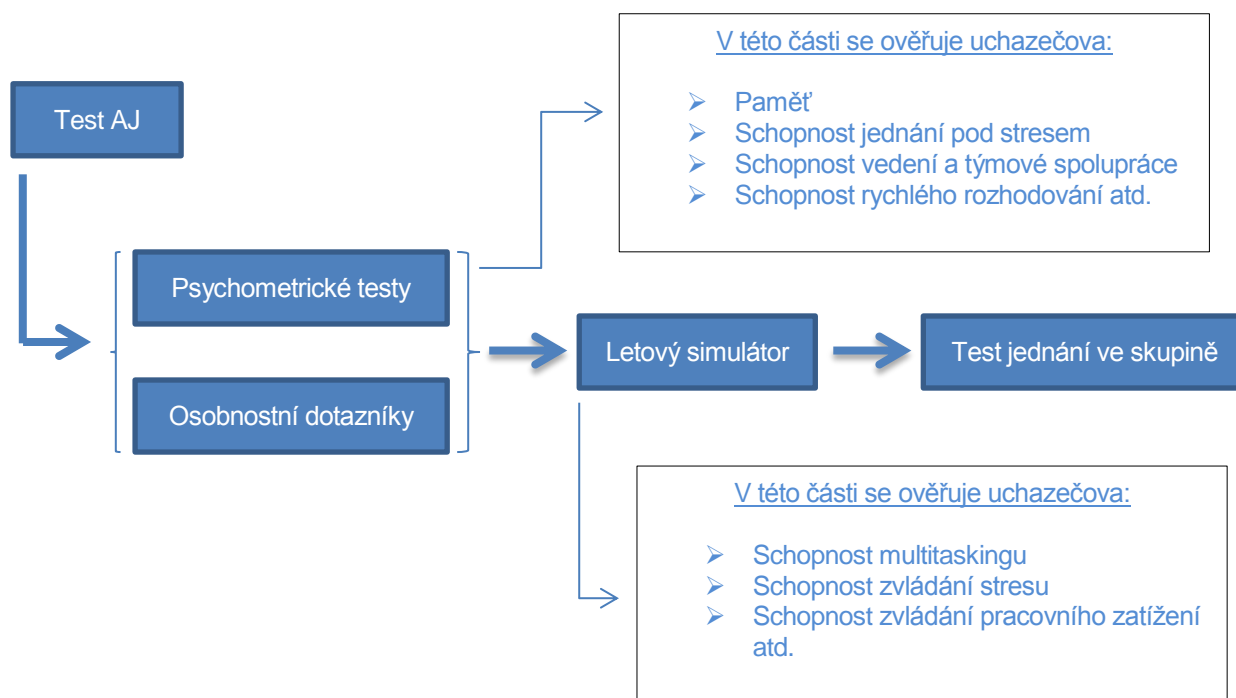 V této části se ověřuje uchazečova:
Test AJ
➢ Paměť
➢ Schopnost jednání pod stresem
➢ Schopnost vedení a týmové spolupráce
➢ Schopnost rychlého rozhodování atd.
Psychometrické testy
Osobnostní dotazníky
Letový simulátor
Test jednání ve skupině
V této části se ověřuje uchazečova:
➢ Schopnost multitaskingu
➢ Schopnost zvládání stresu
➢ Schopnost zvládání pracovního zatížení
atd.